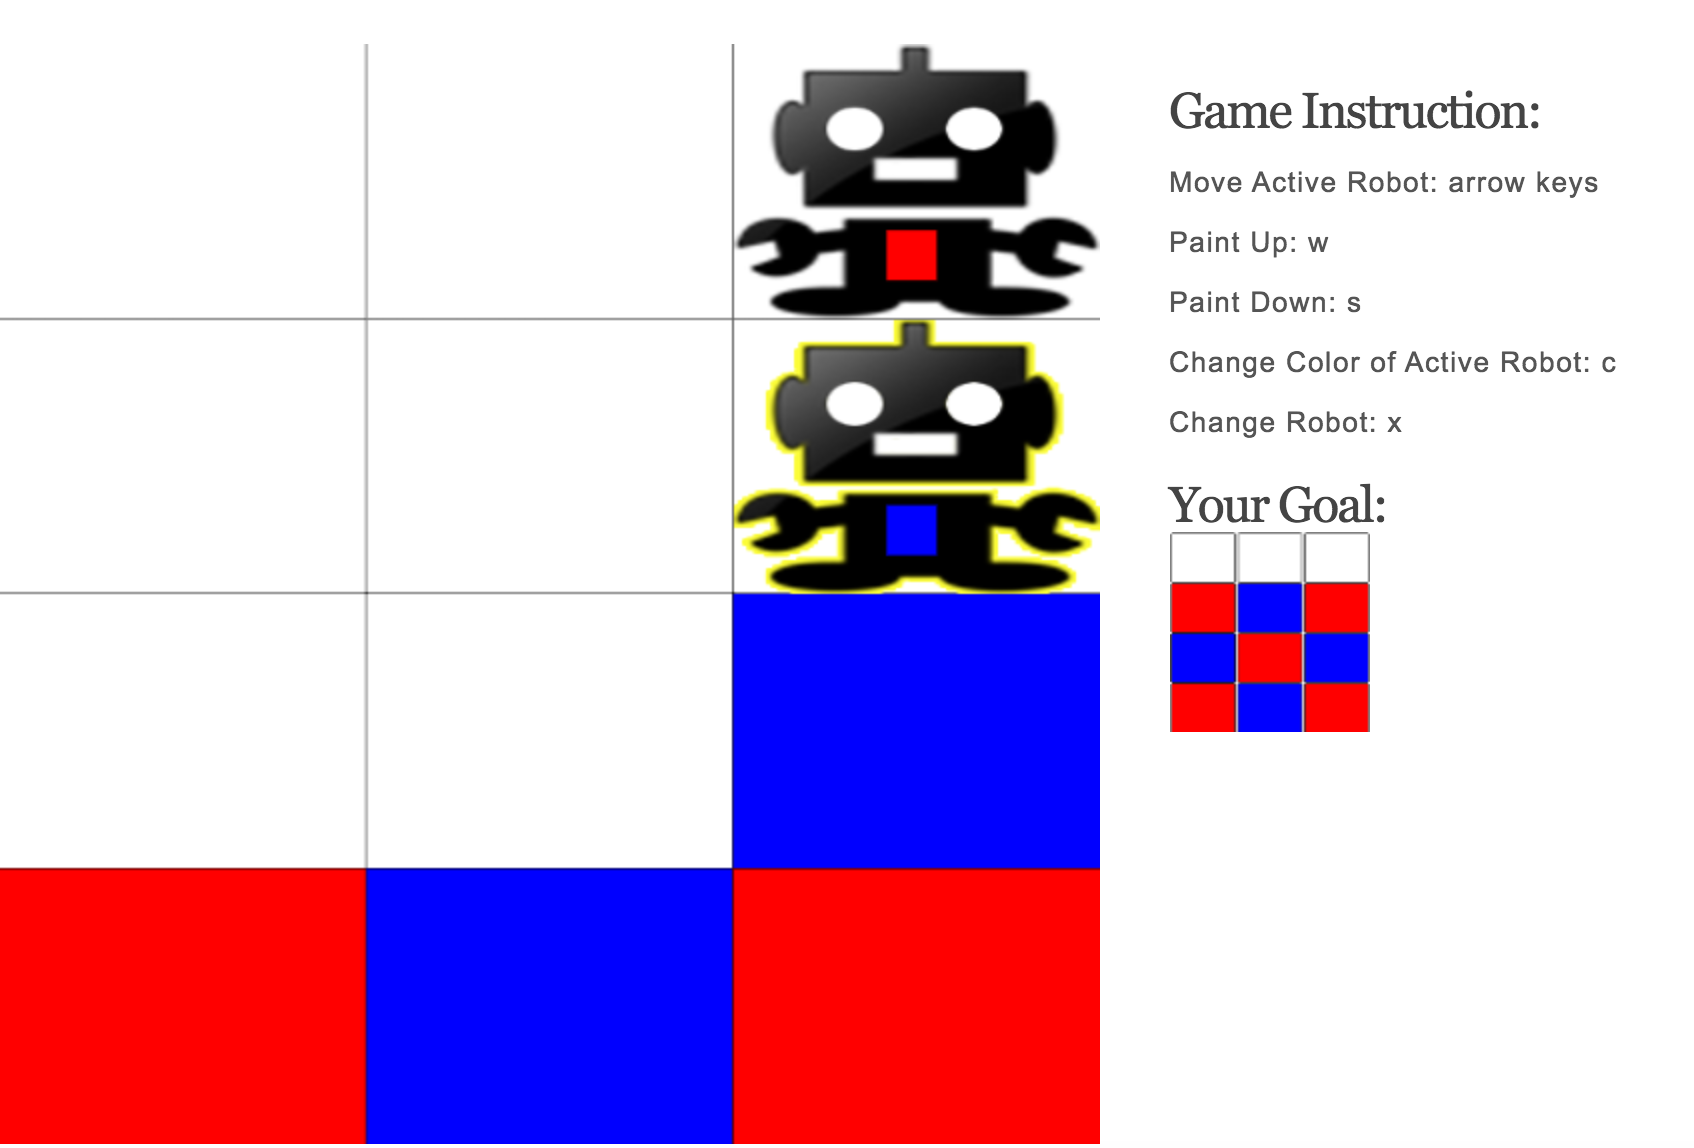 Game Instruction:
Move Active Robot: arrow keys
Paint Up: w
Paint Down: s
Change Color of Active Robot: c
Change Robot: x
Your Goal: